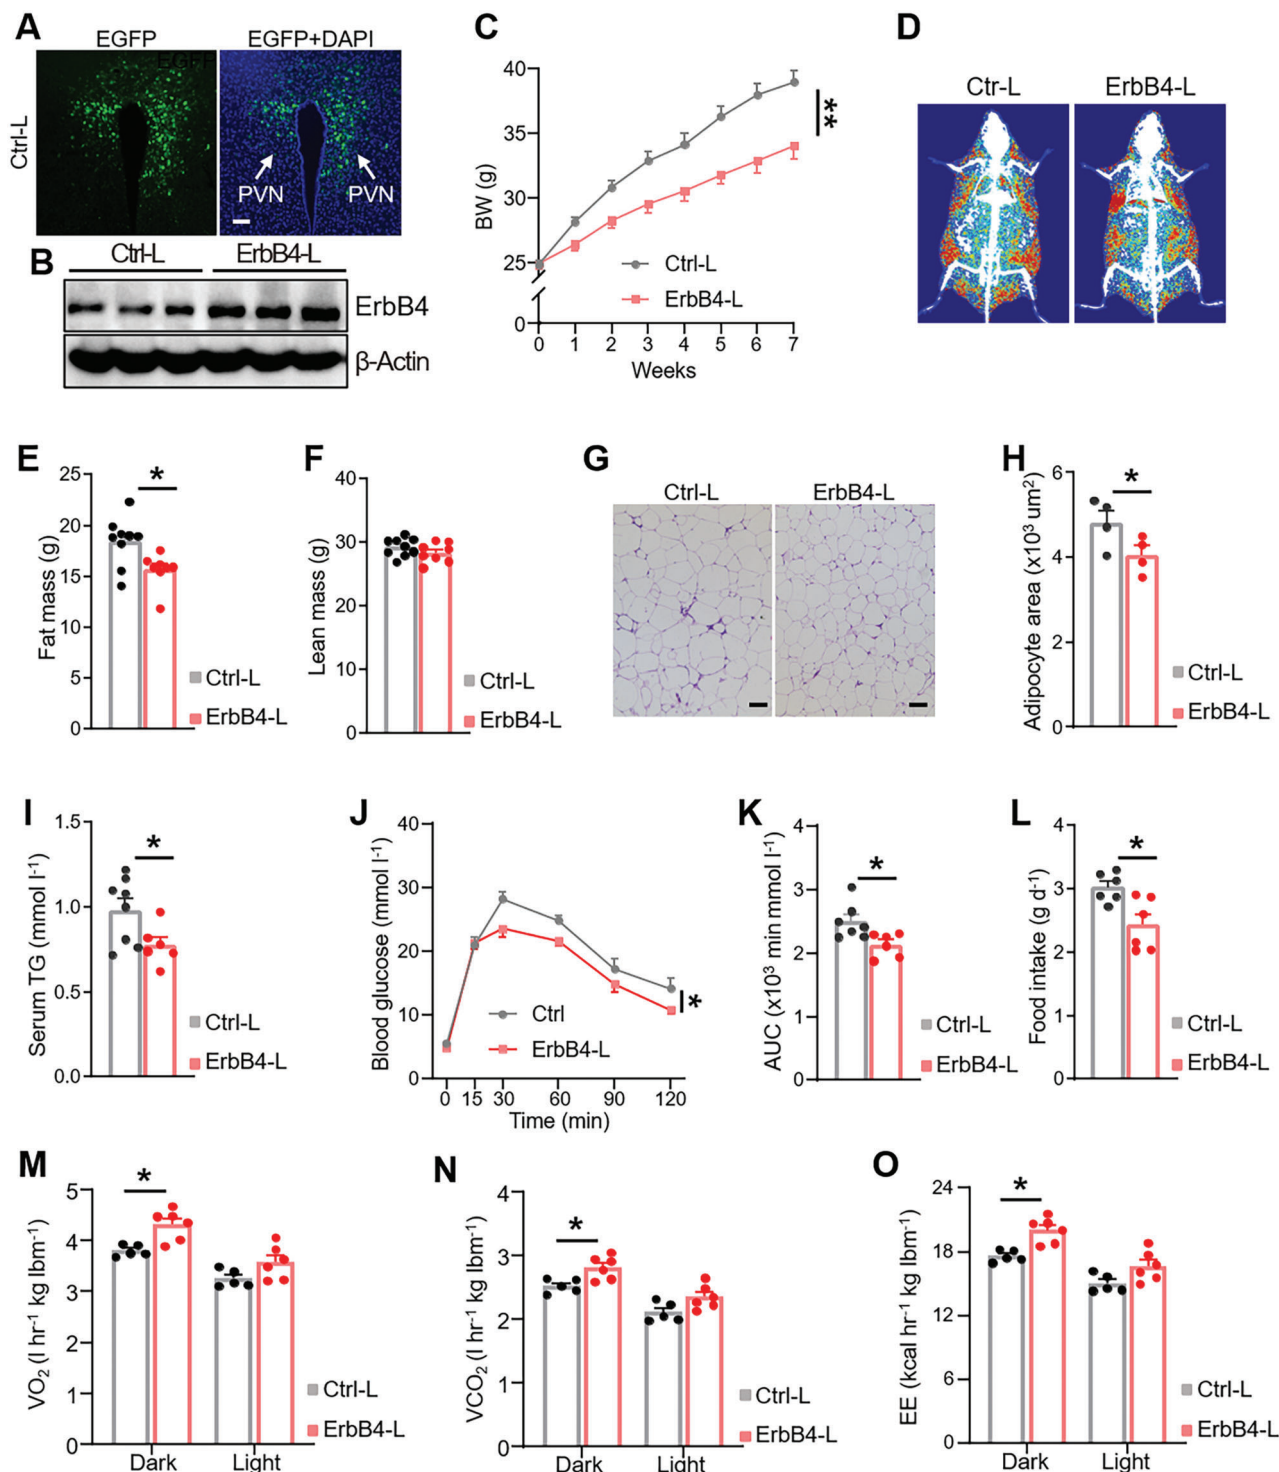 A
EGFP
EGFP+DAPI
EGFP
Ctrl-L
PVN
PVN
B
Ctrl-L
ErbB4-L
ErbB4
β-Actin
C
BW (g)
40
35
30
25
0
Ctrl-L
ErbB4-L
**
0 1 2 3 4 5 6 7
Weeks
D
Ctr-L
ErbB4-L
E
Fat mass (g)
25
20
15
10
5
0
*
Ctrl-L
ErbB4-L
F
Lean mass (g)
40
30
20
10
0
Ctrl-L
ErbB4-L
G
Ctrl-L
ErbB4-L
H
Adipocyte area (x10³ um²)
6
4
2
0
*
Ctrl-L
ErbB4-L
I
Serum TG (mmol l⁻¹)
1.5
1.0
0.5
0.0
*
Ctrl-L
ErbB4-L
J
Blood glucose (mmol l⁻¹)
40
30
20
10
0
*
Ctrl
ErbB4-L
0 15 30 60 90 120
Time (min)
K
AUC (x10³ min mmol l⁻¹)
4
3
2
1
0
*
Ctrl-L
ErbB4-L
L
Food intake (g d⁻¹)
4
3
2
1
0
*
Ctrl-L
ErbB4-L
M
VO₂ (l hr⁻¹ kg lbm⁻¹)
5
4
3
2
1
0
*
Dark Light
Ctrl-L
ErbB4-L
N
VCO₂ (l hr⁻¹ kg lbm⁻¹)
4
3
2
1
0
*
Dark Light
Ctrl-L
ErbB4-L
O
EE (kcal hr⁻¹ kg lbm⁻¹)
24
18
12
6
0
*
Dark Light
Ctrl-L
ErbB4-L